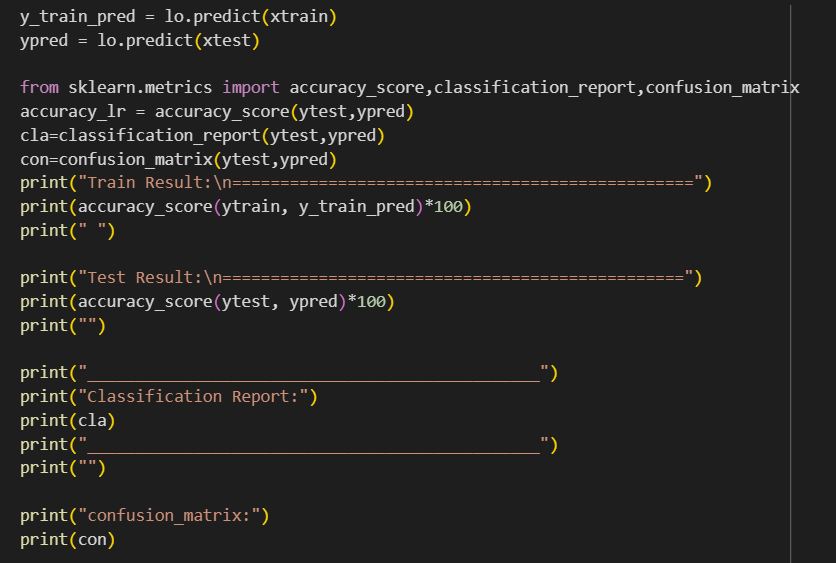 y_train_pred = lo.predict(xtrain)
ypred = lo.predict(xtest)
from sklearn.metrics import accuracy_score,classification_report,confusion_matrix
accuracy_lr = accuracy_score(ytest,ypred)
cla=classification_report(ytest,ypred)
con=confusion_matrix(ytest,ypred)
print("Train Result:\n================================================")
print(accuracy_score(ytrain, y_train_pred)*100)
print(" ")
print("Test Result:\n================================================")
print(accuracy_score(ytest, ypred)*100)
print("")
print("_______________________________________________")
print("Classification Report:")
print(cla)
print("_______________________________________________")
print("")
print("confusion_matrix:")
print(con)